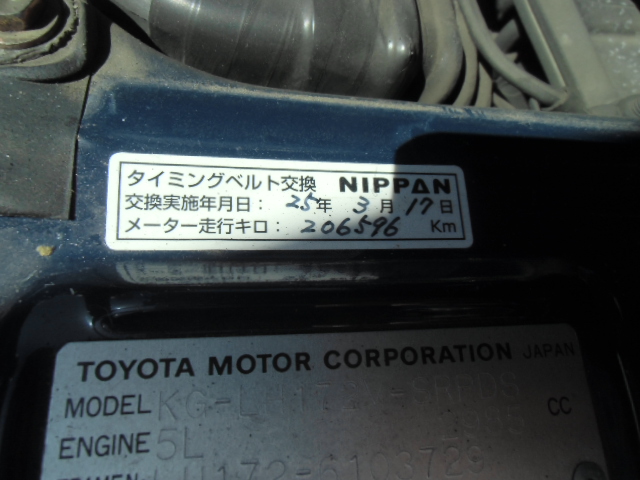 タイミングベルト交換 NIPPAN
交換実施年月日: 25年 3月 17日
メーター走行キロ: 206596 Km
TOYOTA MOTOR CORPORATION JAPAN
MODEL CC
ENGINE 5L